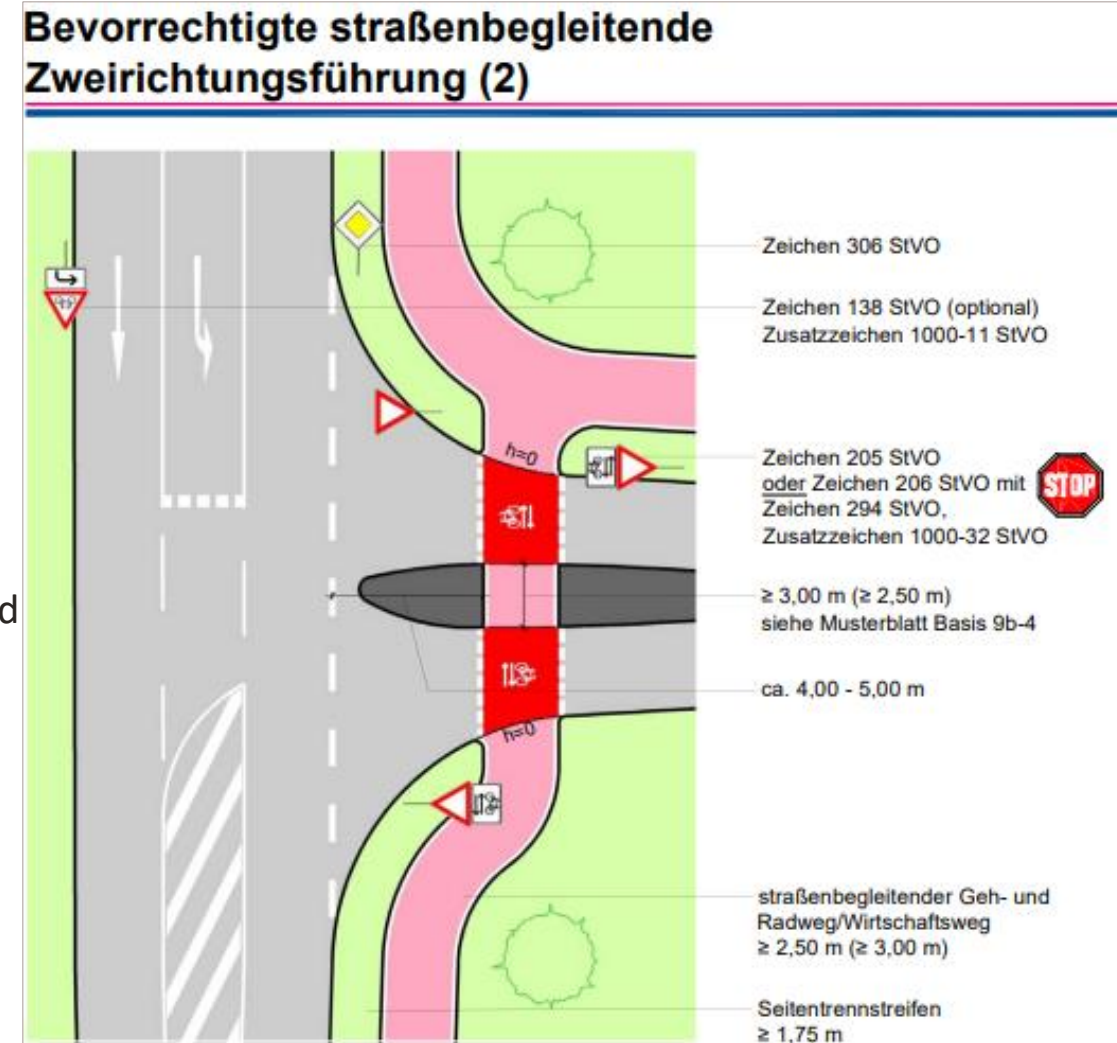 Bevorrechtigte straßenbegleitende
Zweirichtungsführung (2)
Zeichen 306 StVO
Zeichen 138 StVO (optional)
Zusatzzeichen 1000-11 StVO
h=0
Zeichen 205 StVO
oder Zeichen 206 StVO mit
Zeichen 294 StVO,
Zusatzzeichen 1000-32 StVO
STOP
d
≥ 3,00 m (≥ 2,50 m)
siehe Musterblatt Basis 9b-4
ca. 4,00 - 5,00 m
h=0
straßenbegleitender Geh- und
Radweg/Wirtschaftsweg
≥ 2,50 m (≥ 3,00 m)
Seitentrennstreifen
≥ 1,75 m